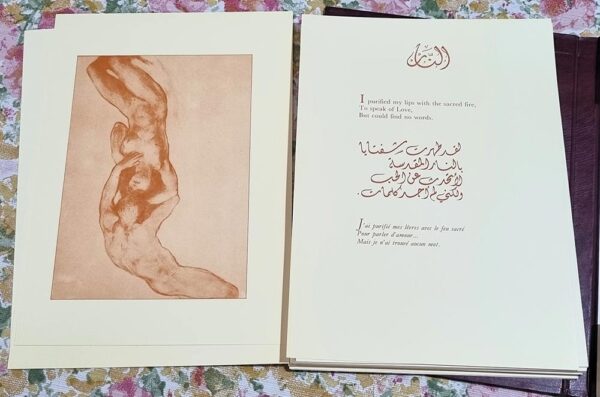 النار
I purified my lips with the sacred fire,
To speak of Love,
But could find no words.
لقد طهرت شفتايا
بالنار المقدسة
لأتحدث عن الحب
ولكني لم أجد كلمات.
J'ai purifié mes lèvres avec le feu sacré
Pour parler d'amour...
Mais je n'ai trouvé aucun mot.